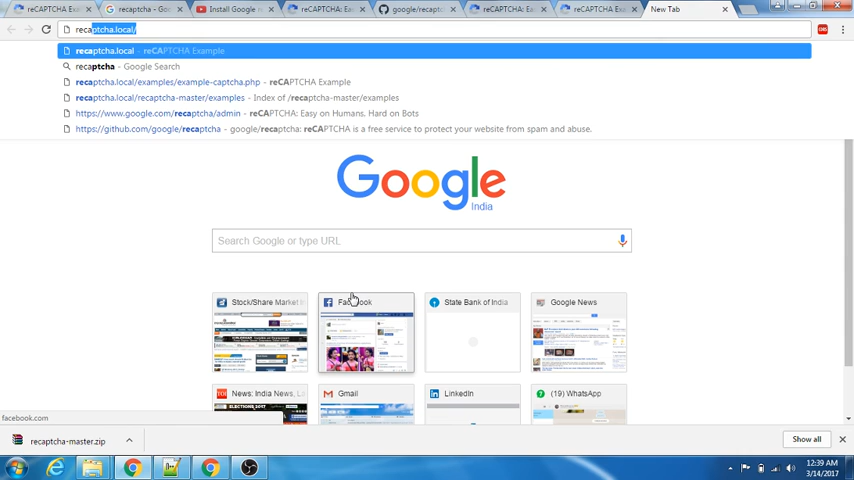 reCAPTCHA Exam
recaptcha - Goo
Install Google r
reCAPTCHA: Ea
google/recaptc
reCAPTCHA: Ea
reCAPTCHA Exa
New Tab
recaptcha.local/
recaptcha.local - reCAPTCHA Example
recaptcha - Google Search
recaptcha.local/examples/example-captcha.php - reCAPTCHA Example
recaptcha.local/recaptcha-master/examples - Index of /recaptcha-master/examples
https://www.google.com/recaptcha/admin - reCAPTCHA: Easy on Humans, Hard on Bots
https://github.com/google/recaptcha - google/recaptcha: reCAPTCHA is a free service to protect your website from spam and abuse.
Google
India
Search Google or type URL
Stock/Share Market I
Facebook
State Bank of India
Google News
News: India News, L
Gmail
LinkedIn
(19) WhatsApp
ELECTIONS 2017
facebook.com
recaptcha-master.zip
Show all
12:39 AM
3/14/2017